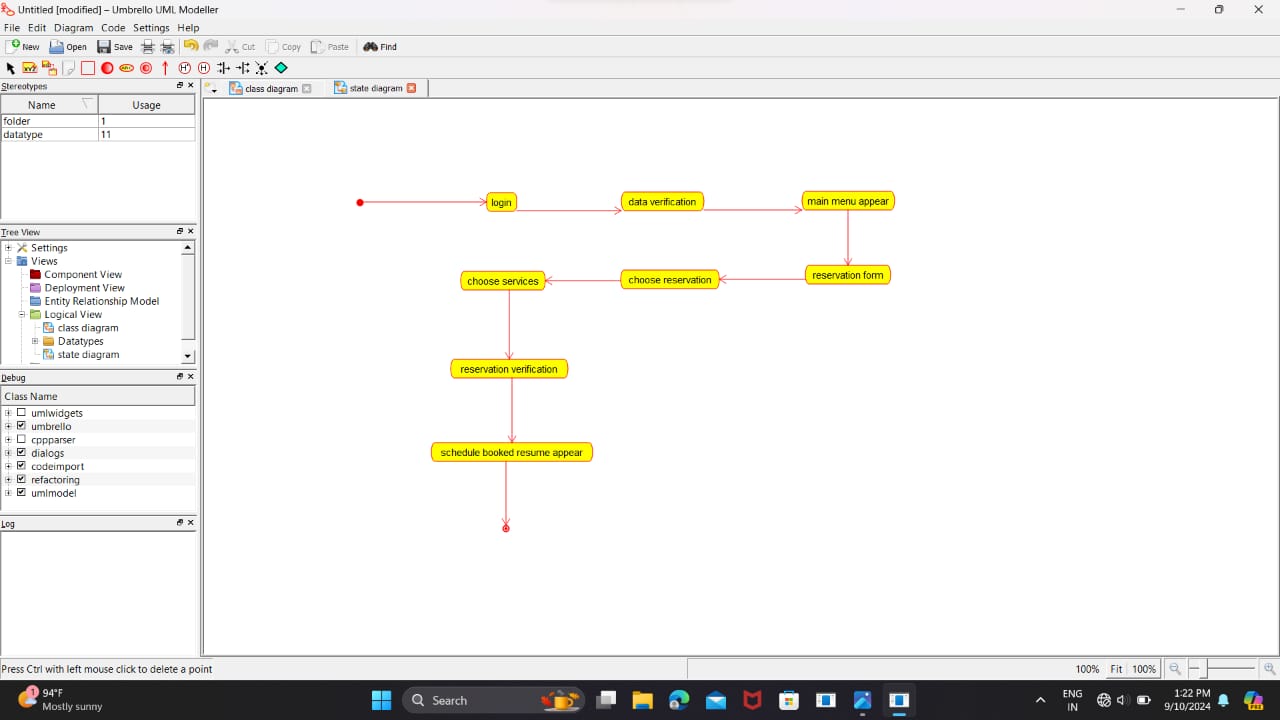 Untitled [modified] – Umbrello UML Modeller
File Edit Diagram Code Settings Help
New Open Save Cut Copy Paste Find
Stereotypes
Name Usage
folder 1
datatype 11
Tree View
Settings
Views
Component View
Deployment View
Entity Relationship Model
Logical View
class diagram
Datatypes
state diagram
Debug
Class Name
umlwidgets
umbrello
cppparser
dialogs
codeimport
refactoring
umlmodel
Log
class diagram state diagram
login data verification main menu appear
choose services choose reservation reservation form
reservation verification
schedule booked resume appear
Press Ctrl with left mouse click to delete a point
100% Fit 100%
1
94°F
Mostly sunny
Search
ENG
IN
1:22 PM
9/10/2024